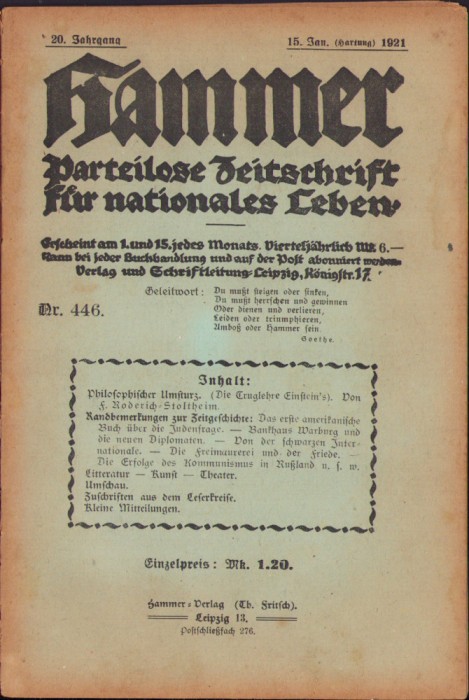 20. Jahrgang
15. Jan. (Hartung) 1921
Hammer
Parteilose Zeitschrift
für nationales Leben
Erscheint am 1. und 15. jedes Monats. Vierteljährlich Mk. 6.—
Kann bei jeder Buchhandlung und auf der Post abonniert werden.
Verlag und Schriftleitung: Leipzig, Königstr. 17.
Nr. 446.
Geleitwort: Du mußt steigen oder sinken,
Du mußt herrschen und gewinnen
Oder dienen und verlieren,
Leiden oder triumphieren,
Amboß oder Hammer sein.
Goethe.
Inhalt:
Philosophischer Umsturz. (Die Truglehre Einstein's). Von
F. Roderich-Stoltheim.
Randbemerkungen zur Zeitgeschichte: Das erste amerikanische
Buch über die Judenfrage. — Bankhaus Warburg und
die neuen Diplomaten. — Von der schwarzen Inter-
nationale. — Die Freimaurerei und der Friede. —
Die Erfolge des Kommunismus in Rußland u. s. w.
Litteratur — Kunst — Theater.
Umschau.
Zuschriften aus dem Leserkreise.
Kleine Mitteilungen.
Einzelpreis: Mk. 1.20.
Hammer-Verlag (Th. Fritsch).
Leipzig 13.
Postschließfach 276.